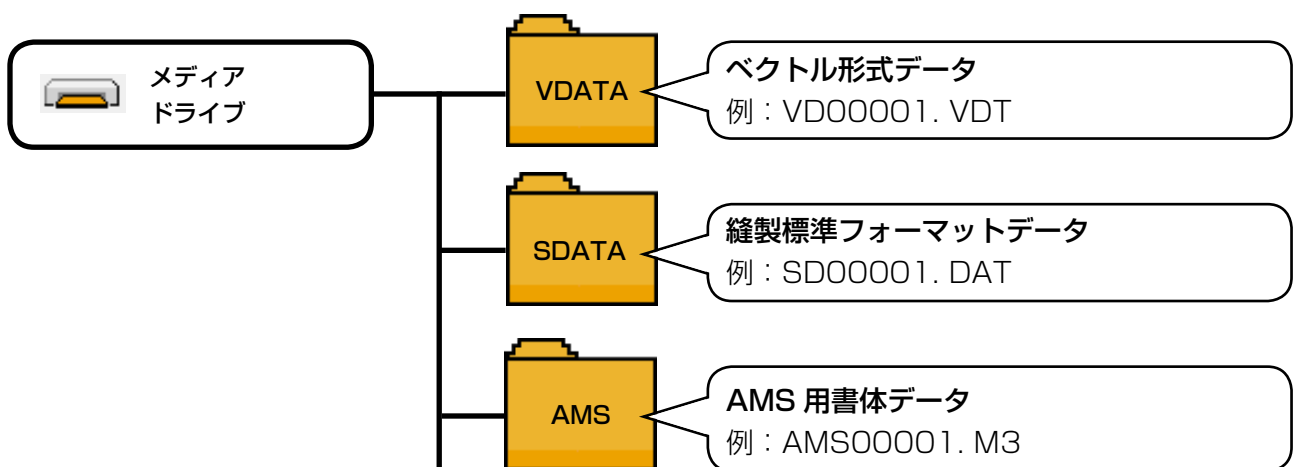 メディア
ドライブ
VDATA
ベクトル形式データ
例：VD00001. VDT
SDATA
縫製標準フォーマットデータ
例：SD00001. DAT
AMS
AMS 用書体データ
例：AMS00001. M3